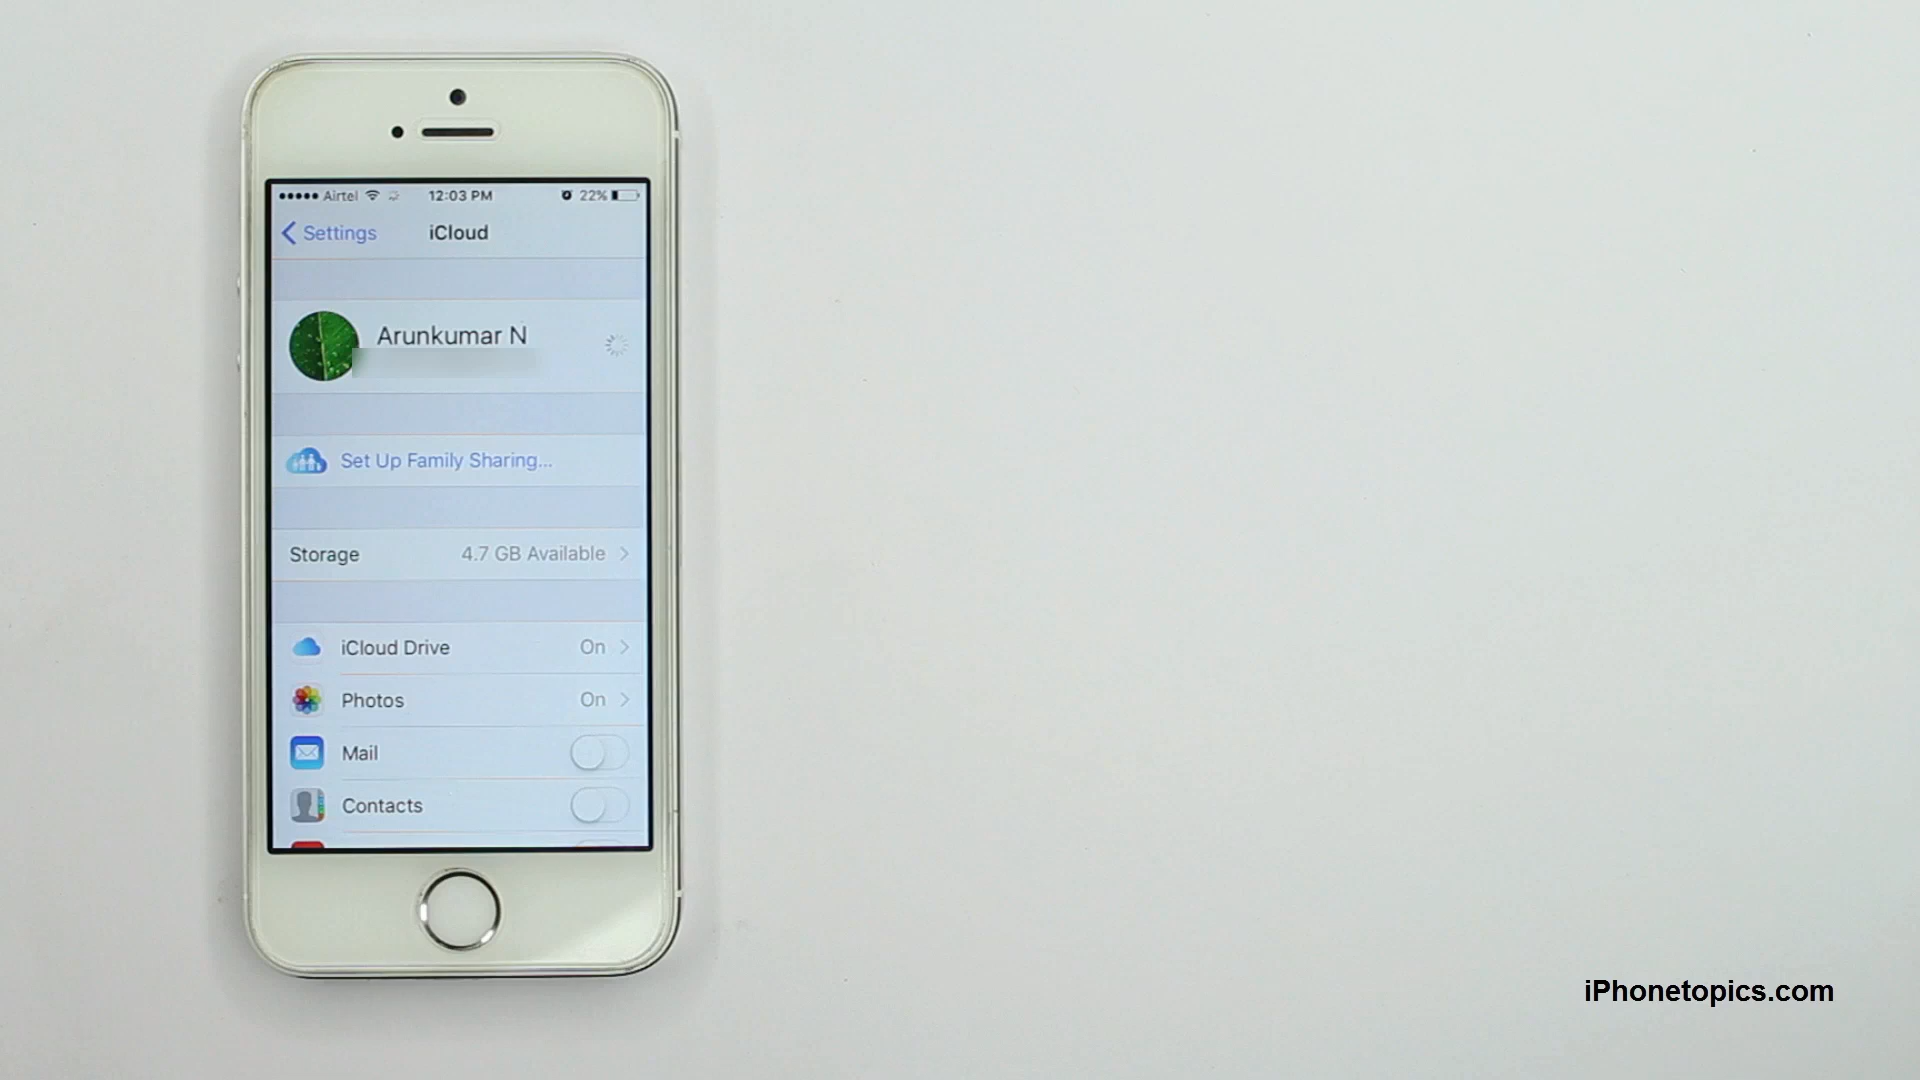 Airtel 12:03 PM 22%
Settings iCloud
Arunkumar N
Set Up Family Sharing...
Storage 4.7 GB Available
iCloud Drive On
Photos On
Mail
Contacts
iPhonetopics.com